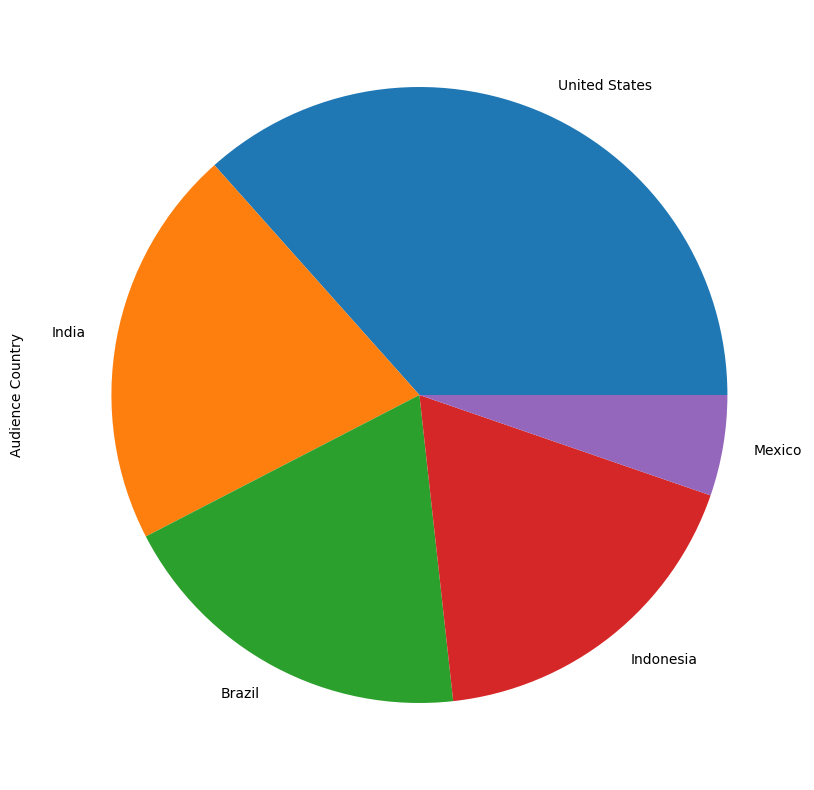 United States
India
Audience Country
Mexico
Indonesia
Brazil